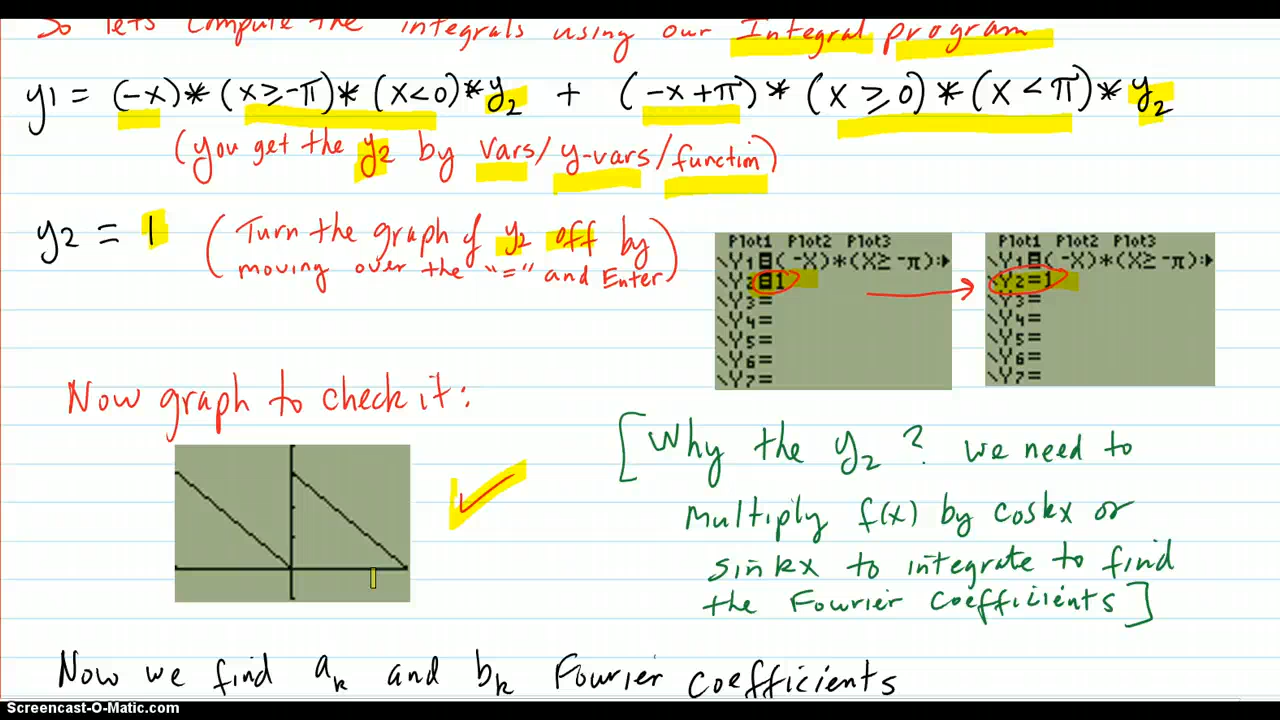 So lets compute the integrals using our Integral program
y1 = (-x)*(x≥-π)*(x<0)*y2 + (-x+π)*(x≥0)*(x<π)*y2
(you get the y2 by vars/y-vars/function)
y2 = 1 (Turn the graph of y2 off by
moving over the "=" and Enter)
Plot1 Plot2 Plot3
\Y1=(-X)*(X≥-π)
\Y2=1
\Y3=
\Y4=
\Y5=
\Y6=
\Y7=
Plot1 Plot2 Plot3
\Y1=(-X)*(X≥-π)
\Y2=1
\Y3=
\Y4=
\Y5=
\Y6=
\Y7=
Now graph to check it:
[Why the y2? we need to
multiply f(x) by coskx or
sinkx to integrate to find
the Fourier coefficients]
Now we find ak and bk Fourier coefficients
Screencast-O-Matic.com